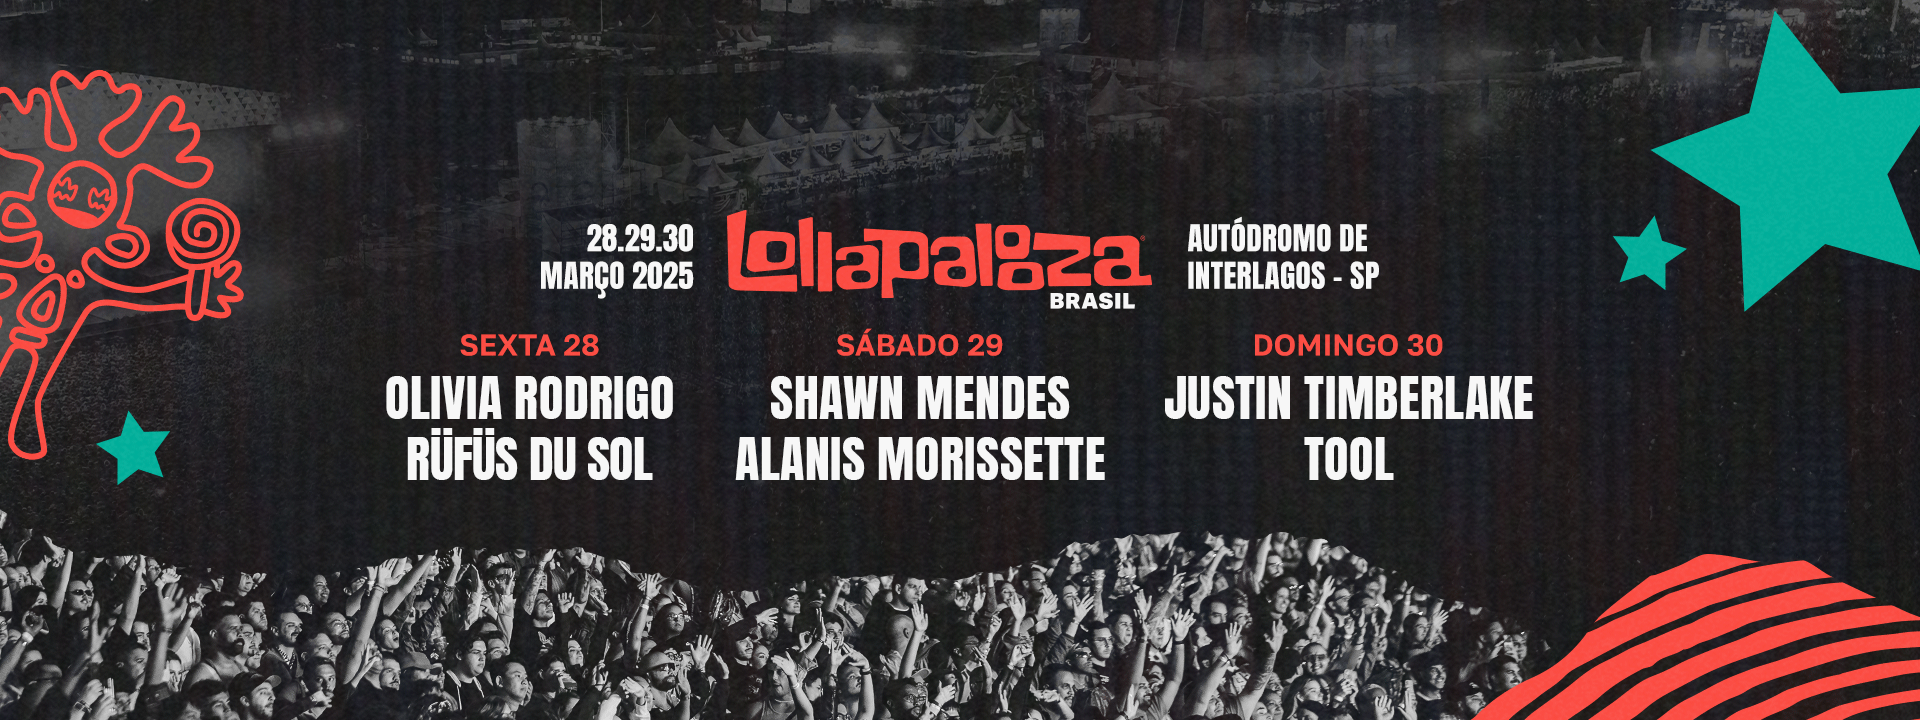 28.29.30
MARÇO 2025
Lollapalooza
BRASIL
AUTÓDROMO DE
INTERLAGOS - SP
SEXTA 28
OLIVIA RODRIGO
RÜFÜS DU SOL
SÁBADO 29
SHAWN MENDES
ALANIS MORISSETTE
DOMINGO 30
JUSTIN TIMBERLAKE
TOOL